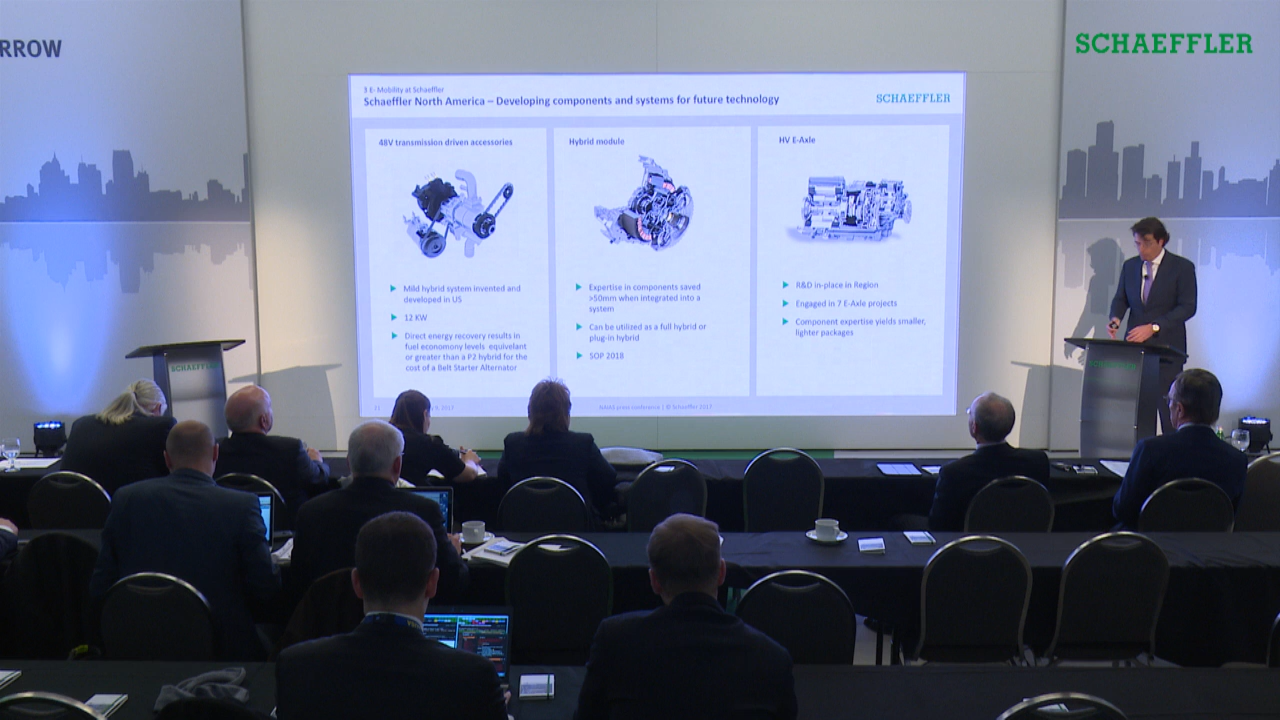 RROW
SCHAEFFLER
3 E- Mobility at Schaeffler
Schaeffler North America – Developing components and systems for future technology
SCHAEFFLER
48V transmission driven accessories
Mild hybrid system invented and
developed in US
12 KW
Direct energy recovery results in
fuel economony levels equivelant
or greater than a P2 hybrid for the
cost of a Belt Starter Alternator
Hybrid module
Expertise in components saved
>50mm when integrated into a
system
Can be utilized as a full hybrid or
plug-in hybrid
SOP 2018
HV E-Axle
R&D in-place in Region
Engaged in 7 E-Axle projects
Component expertise yields smaller,
lighter packages
9, 2017
NAIAS press conference | © Schaeffler 2017
SCHAEFFLER
SCHAEFFLER